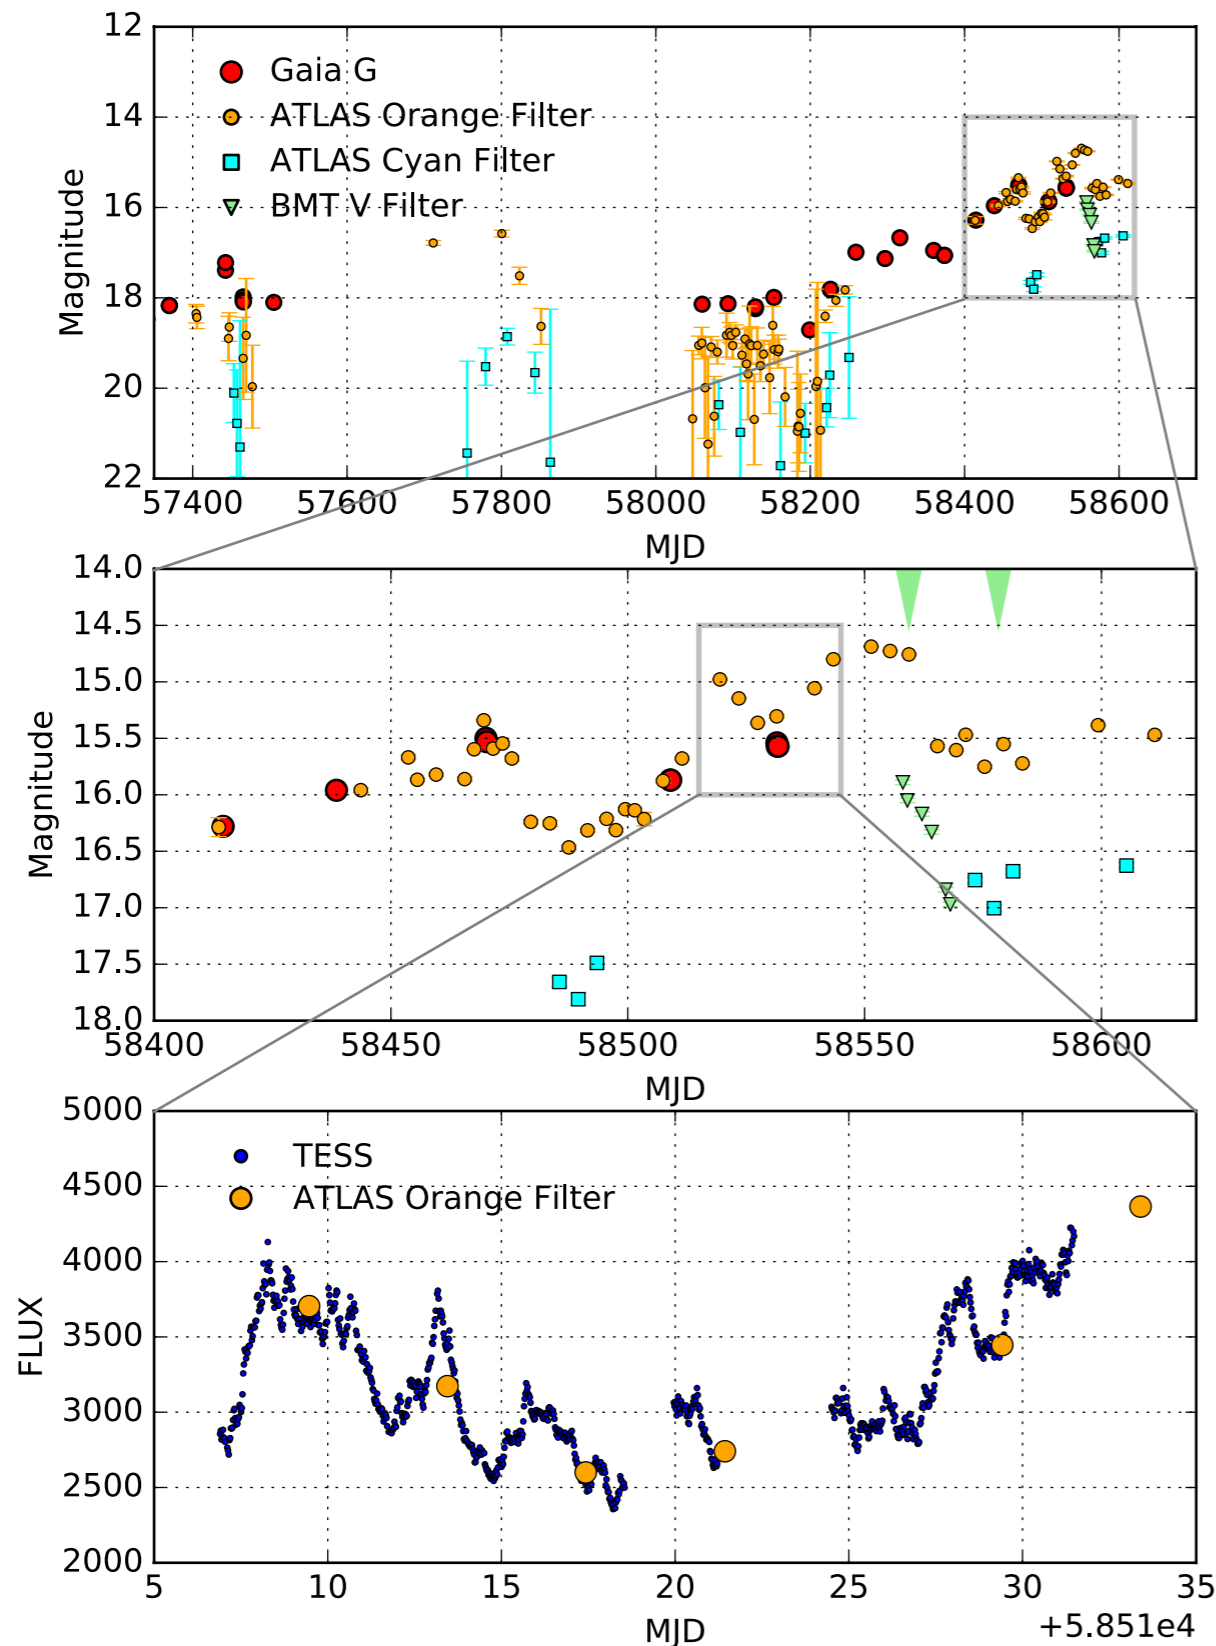 12
14
16
18
20
22
Magnitude
Gaia G
ATLAS Orange Filter
ATLAS Cyan Filter
BMT V Filter
57400 57600 57800 58000 58200 58400 58600
MJD
14.0
14.5
15.0
15.5
16.0
16.5
17.0
17.5
18.0
Magnitude
58400 58450 58500 58550 58600
MJD
5000
4500
4000
3500
3000
2500
2000
FLUX
TESS
ATLAS Orange Filter
5 10 15 20 25 30 35
MJD
+5.851e4